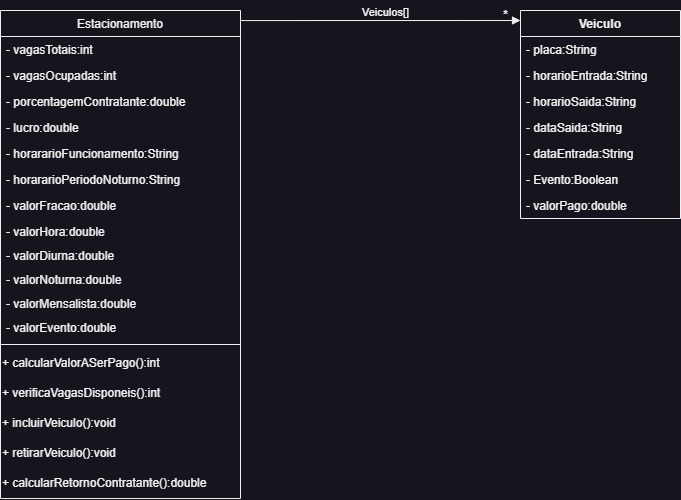 Veiculos[]
*
Estacionamento
- vagasTotais:int
- vagasOcupadas:int
- porcentagemContratante:double
- lucro:double
- horararioFuncionamento:String
- horararioPeriodoNoturno:String
- valorFracao:double
- valorHora:double
- valorDiurna:double
- valorNoturna:double
- valorMensalista:double
- valorEvento:double
+ calcularValorASerPago():int
+ verificaVagasDisponeis():int
+ incluirVeiculo():void
+ retirarVeiculo():void
+ calcularRetornoContratante():double
Veiculo
- placa:String
- horarioEntrada:String
- horarioSaida:String
- dataSaida:String
- dataEntrada:String
- Evento:Boolean
- valorPago:double